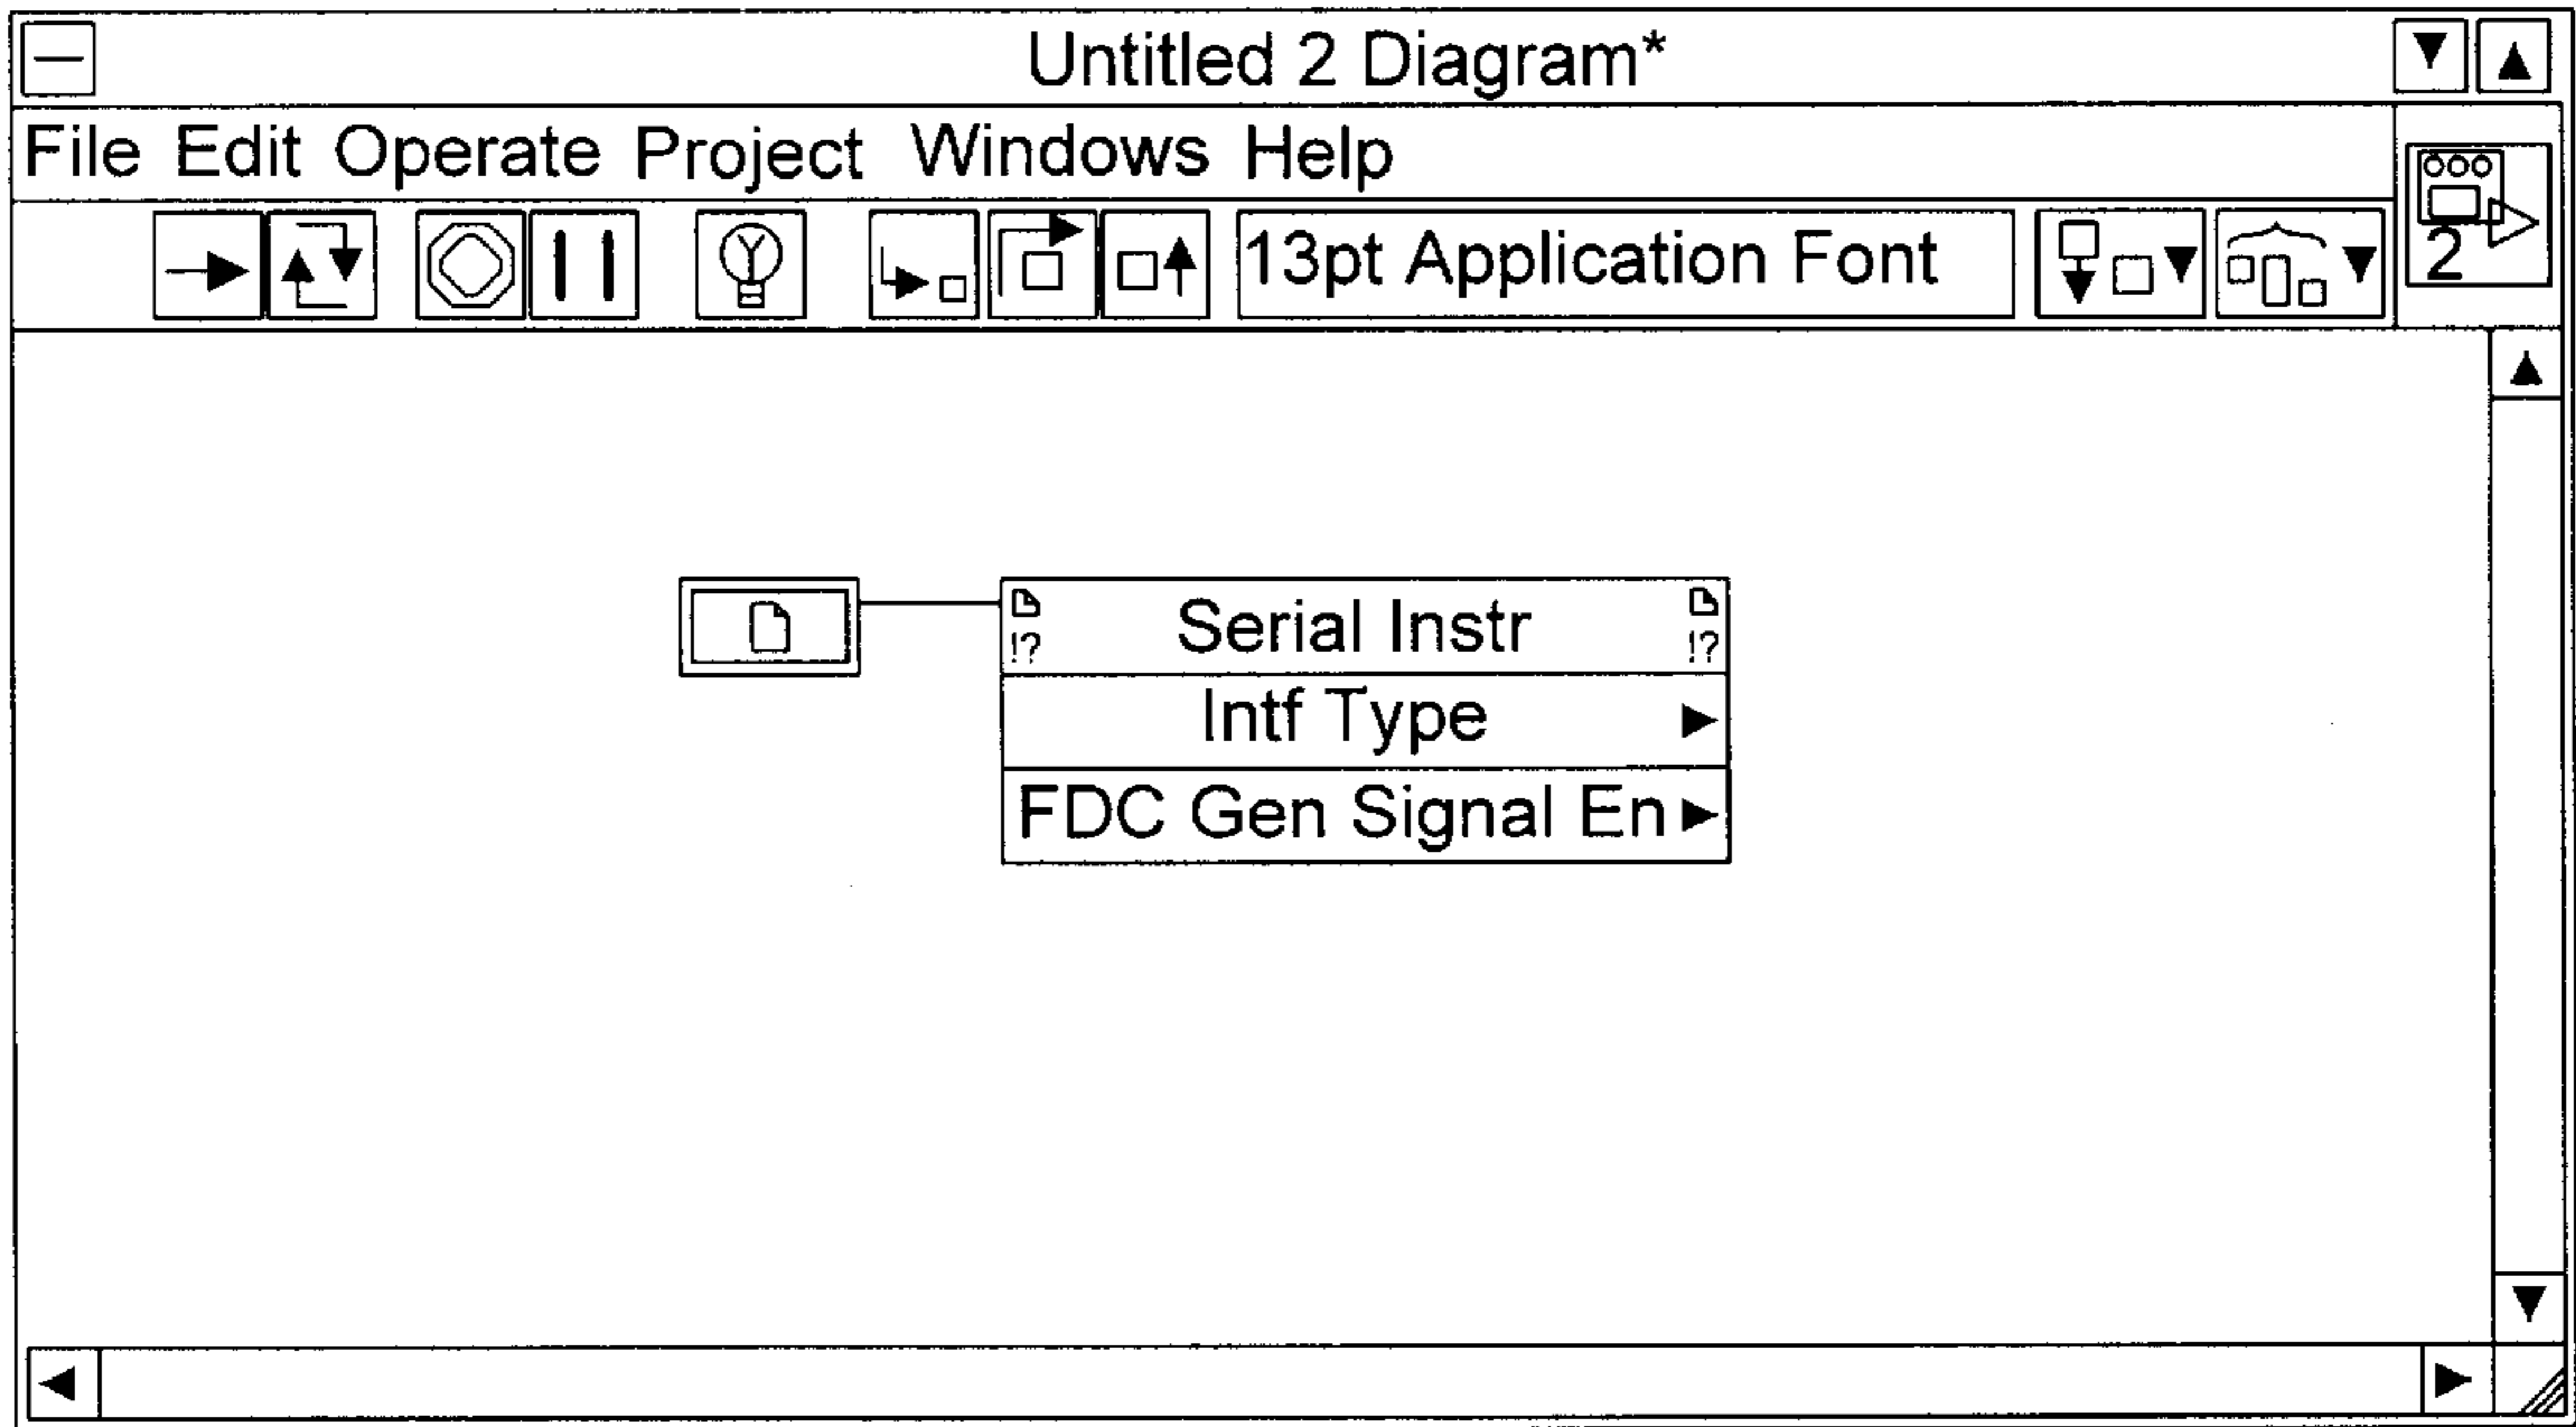 Untitled 2 Diagram*
File Edit Operate Project Windows Help
13pt Application Font
2
!? Serial Instr !?
Intf Type
FDC Gen Signal En